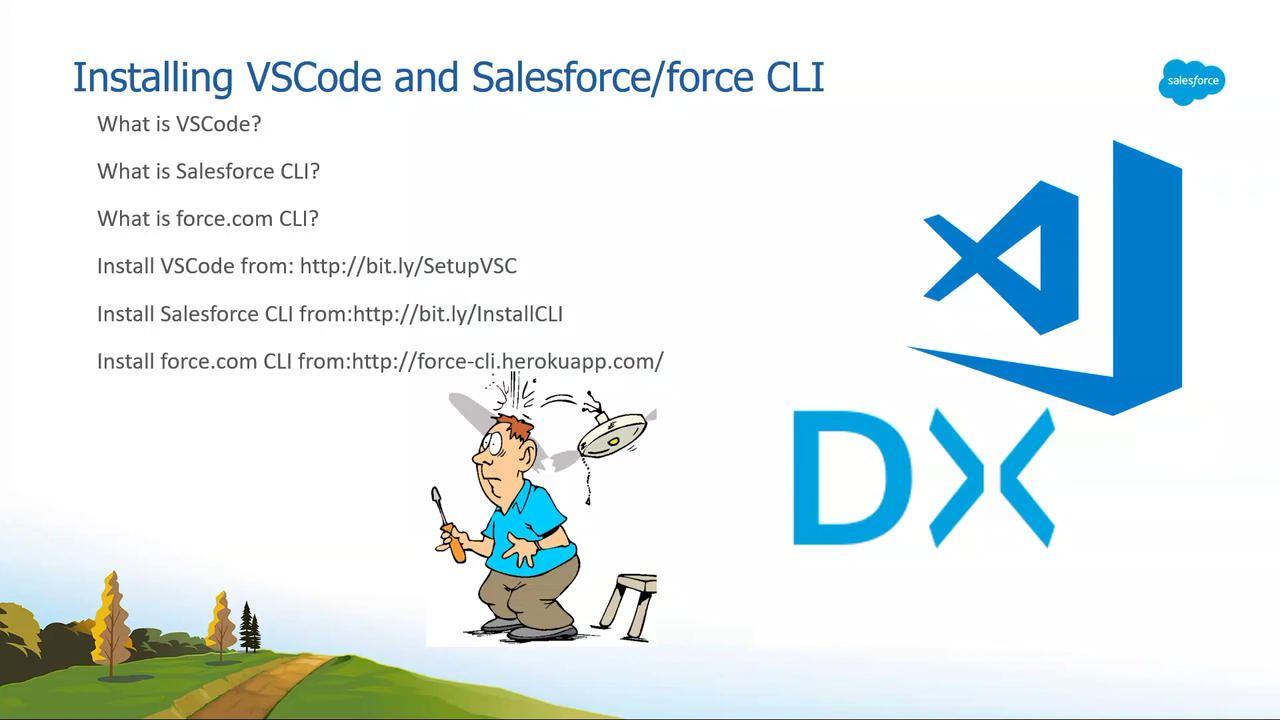 Installing VSCode and Salesforce/force CLI
salesforce
What is VSCode?
What is Salesforce CLI?
What is force.com CLI?
Install VSCode from: http://bit.ly/SetupVSC
Install Salesforce CLI from:http://bit.ly/InstallCLI
Install force.com CLI from:http://force-cli.herokuapp.com/
DX